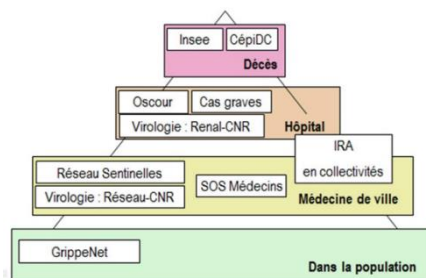 Insee
CépiDC
Décès
Oscour
Cas graves
Virologie : Renal-CNR
Hôpital
IRA
en collectivités
Réseau Sentinelles
SOS Médecins
Virologie : Réseau-CNR
Médecine de ville
GrippeNet
Dans la population